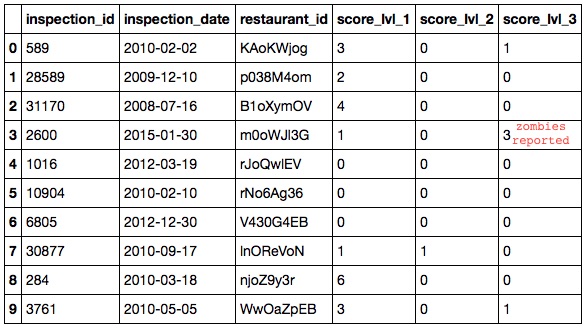 inspection_id inspection_date restaurant_id score_lvl_1 score_lvl_2 score_lvl_3
0 589 2010-02-02 KAoKWjog 3 0 1
1 28589 2009-12-10 p038M4om 2 0 0
2 31170 2008-07-16 B1oXymOV 4 0 0
3 2600 2015-01-30 m0oWJl3G 1 0 3 zombies
reported
4 1016 2012-03-19 rJoQwlEV 0 0 0
5 10904 2010-02-10 rNo6Ag36 0 0 0
6 6805 2012-12-30 V430G4EB 0 0 0
7 30877 2010-09-17 lnOReVoN 1 1 0
8 284 2010-03-18 njoZ9y3r 6 0 0
9 3761 2010-05-05 WwOaZpEB 3 0 1